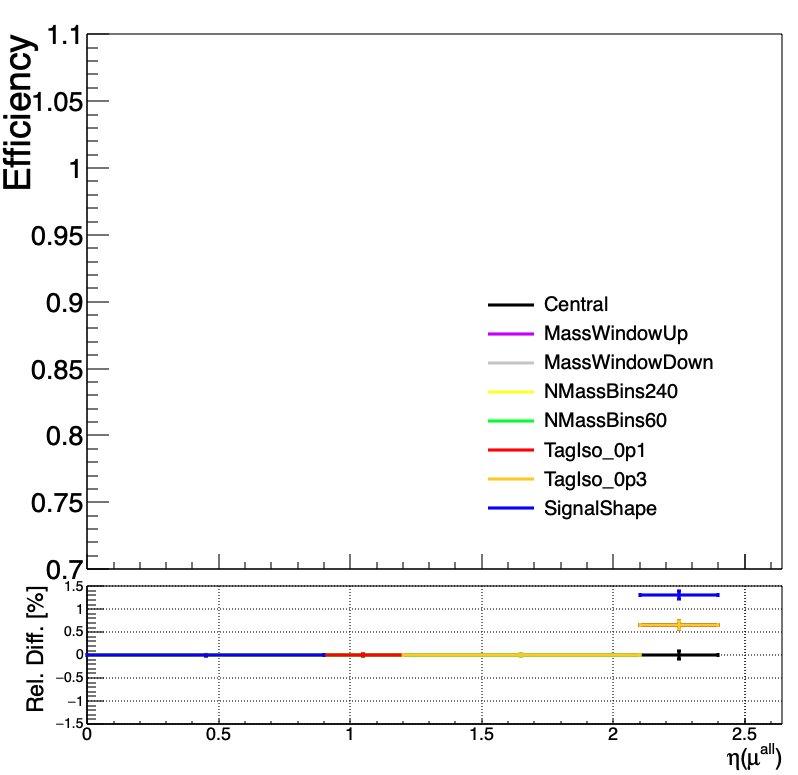 Efficiency
1.1
1.05
1
0.95
0.9
0.85
0.8
0.75
0.7
Central
MassWindowUp
MassWindowDown
NMassBins240
NMassBins60
TagIso_0p1
TagIso_0p3
SignalShape
Rel. Diff. [%]
1.5
1
0.5
0
−0.5
−1
−1.5
0 0.5 1 1.5 2 2.5
η(μ^all)